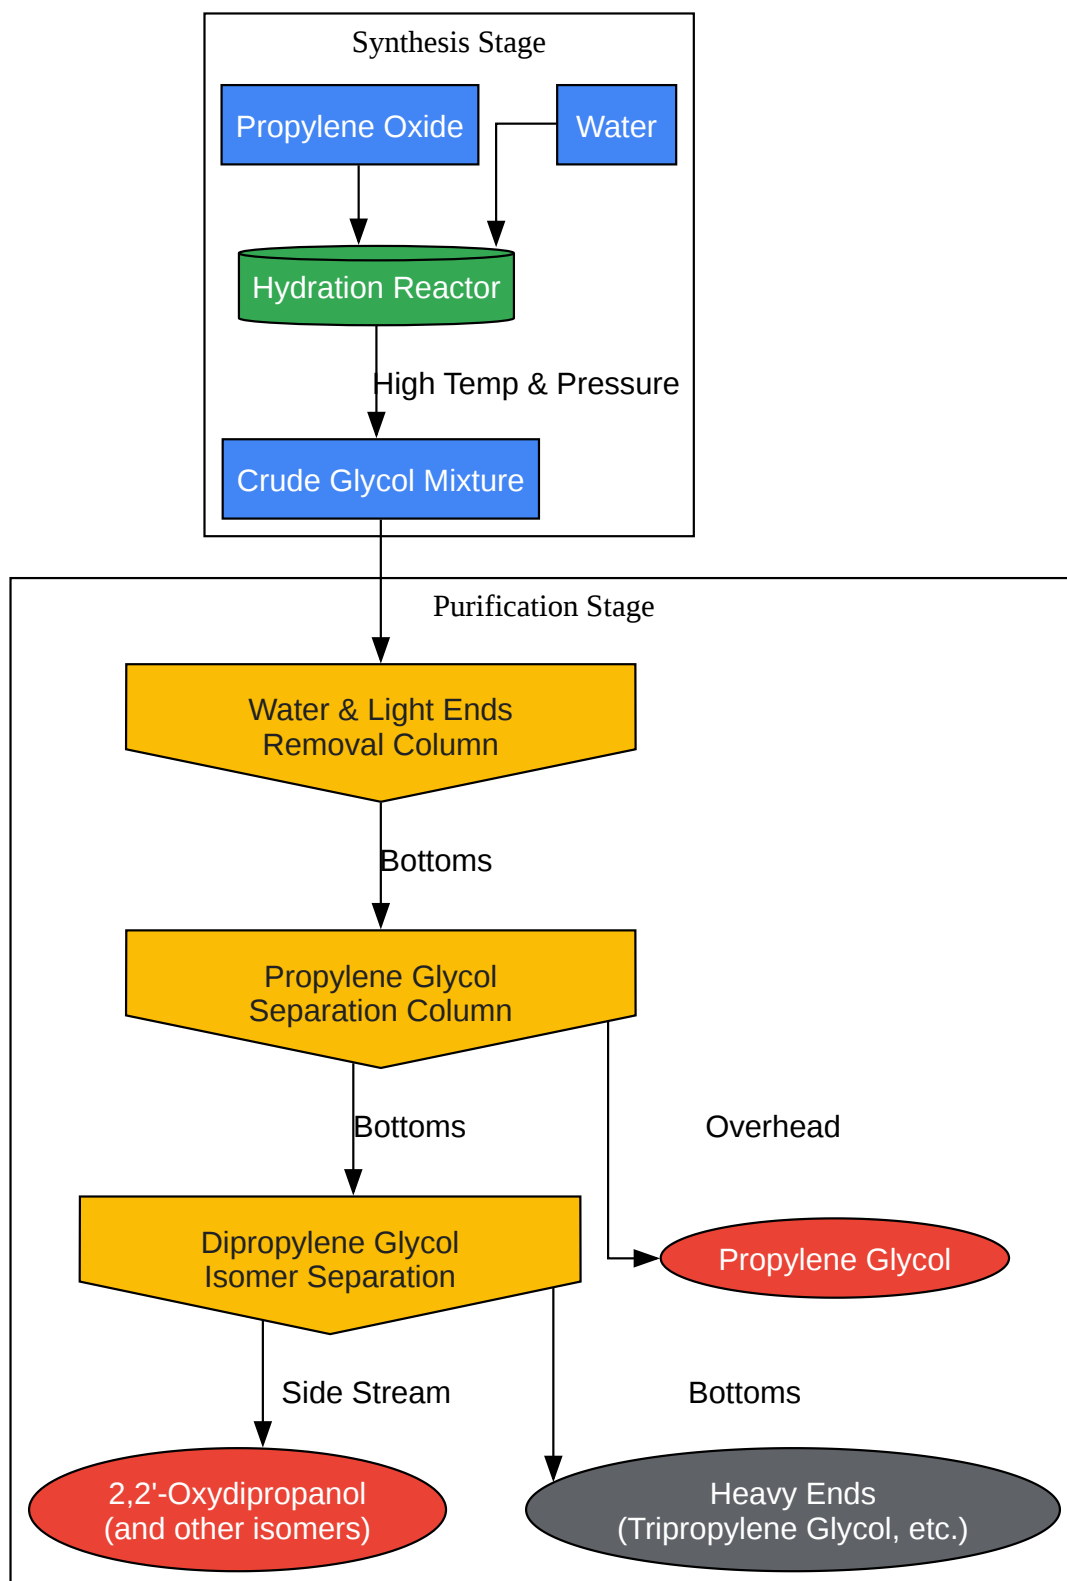 Synthesis Stage
Propylene Oxide
Water
Hydration Reactor
High Temp & Pressure
Crude Glycol Mixture
Purification Stage
Water & Light Ends
Removal Column
Bottoms
Propylene Glycol
Separation Column
Bottoms
Overhead
Dipropylene Glycol
Isomer Separation
Propylene Glycol
Side Stream
Bottoms
2,2'-Oxydipropanol
(and other isomers)
Heavy Ends
(Tripropylene Glycol, etc.)